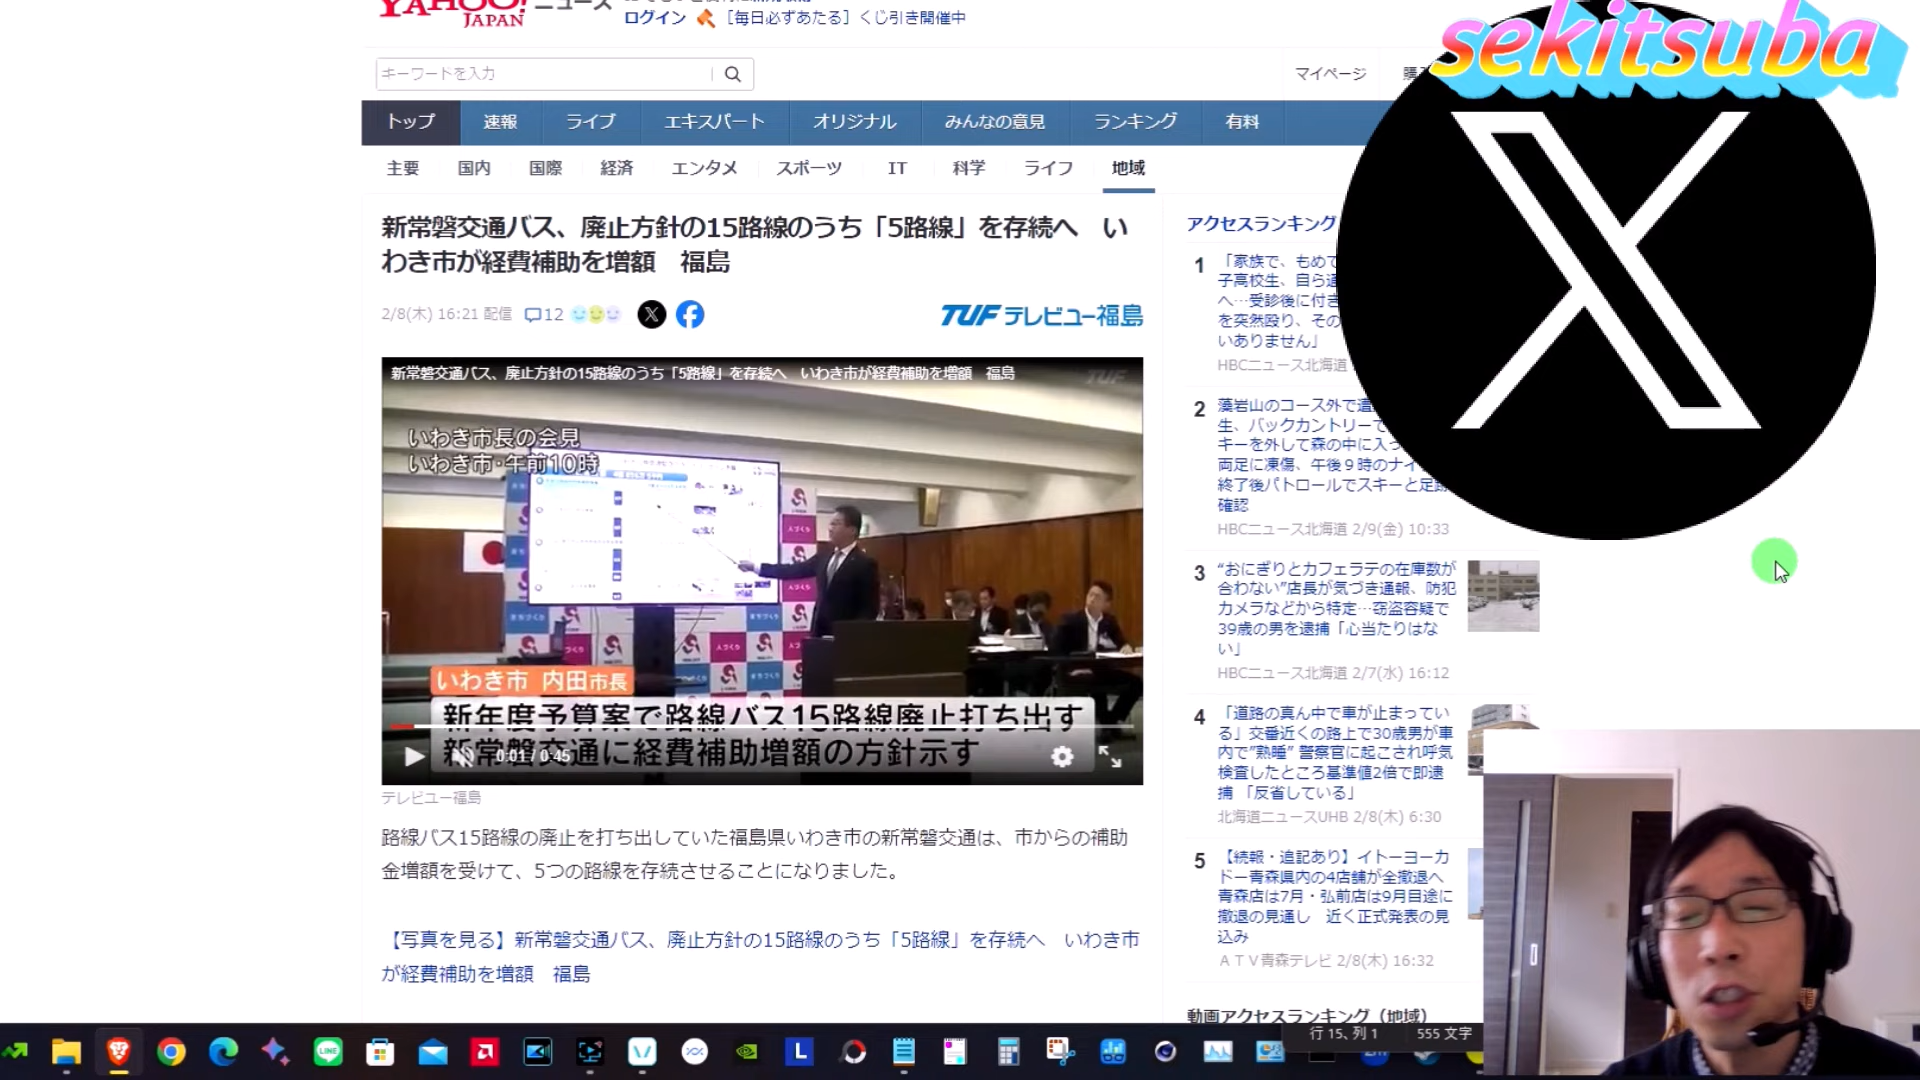 YAHOO!
JAPAN
ニュース
ログイン
［毎日必ずあたる］くじ引き開催中
sekitsuba
キーワードを入力
マイページ
トップ
速報
ライブ
エキスパート
オリジナル
みんなの意見
ランキング
有料
主要
国内
国際
経済
エンタメ
スポーツ
IT
科学
ライフ
地域
新常磐交通バス、廃止方針の15路線のうち「5路線」を存続へ　い
わき市が経費補助を増額　福島
2/8(木) 16:21 配信
12
TUF テレビュー福島
新常磐交通バス、廃止方針の15路線のうち「5路線」を存続へ　いわき市が経費補助を増額　福島
TUF
いわき市長の会見
いわき市・午前10時
いわき市 内田市長
新年度予算案で路線バス15路線廃止打ち出す
新常磐交通に経費補助増額の方針示す
0:01 / 0:45
テレビユー福島
路線バス15路線の廃止を打ち出していた福島県いわき市の新常磐交通は、市からの補助
金増額を受けて、5つの路線を存続させることになりました。
【写真を見る】新常磐交通バス、廃止方針の15路線のうち「5路線」を存続へ　いわき市
が経費補助を増額　福島
アクセスランキング
1
「家族で、もめて
子高校生、自ら通
へ…受診後に付き
を突然殴り、その
いありません」
HBCニュース北海道
2
藻岩山のコース外で遭
生、バックカントリーで
キーを外して森の中に入っ
両足に凍傷、午後９時のナイ
終了後パトロールでスキーと足跡
確認
HBCニュース北海道 2/9(金) 10:33
3
“おにぎりとカフェラテの在庫数が
合わない”店長が気づき通報、防犯
カメラなどから特定…窃盗容疑で
39歳の男を逮捕「心当たりはな
い」
HBCニュース北海道 2/7(水) 16:12
4
「道路の真ん中で車が止まってい
る」交番近くの路上で30歳男が車
内で”熟睡” 警察官に起こされ呼気
検査したところ基準値2倍で即逮
捕 「反省している」
北海道ニュースUHB 2/8(木) 6:30
5
【続報・追記あり】イトーヨーカ
ドー青森県内の4店舗が全撤退へ
青森店は7月・弘前店は9月目途に
撤退の見通し　近く正式発表の見
込み
ＡＴＶ青森テレビ 2/8(木) 16:32
動画アクセスランキング（地域）
行 15、列 1
555 文字